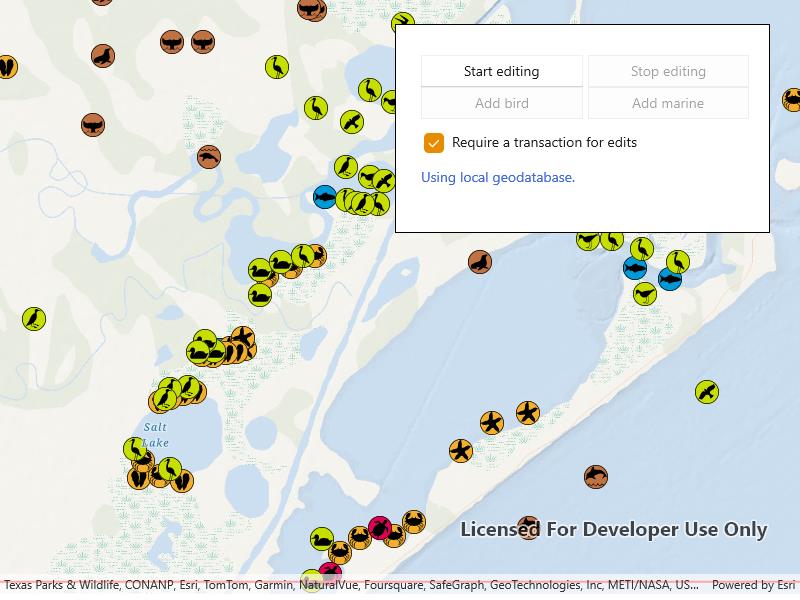 Start editing
Stop editing
Add bird
Add marine
Require a transaction for edits
Using local geodatabase.
Salt
Lake
Licensed For Developer Use Only
Texas Parks & Wildlife, CONANP, Esri, TomTom, Garmin, NaturalVue, Foursquare, SafeGraph, GeoTechnologies, Inc, METI/NASA, US...
Powered by Esri